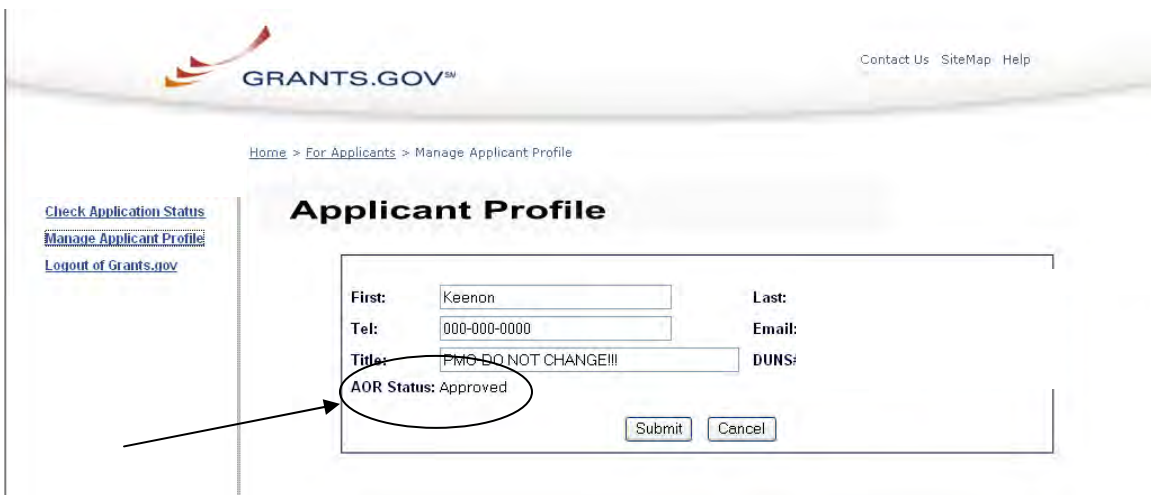 Contact Us SiteMap Help
GRANTS.GOV℠
Home > For Applicants > Manage Applicant Profile
Check Application Status
Manage Applicant Profile
Logout of Grants.gov
Applicant Profile
First: Keenon Last:
Tel: 000-000-0000 Email:
Title: PMO DO NOT CHANGE!!! DUNS#
AOR Status: Approved
Submit Cancel